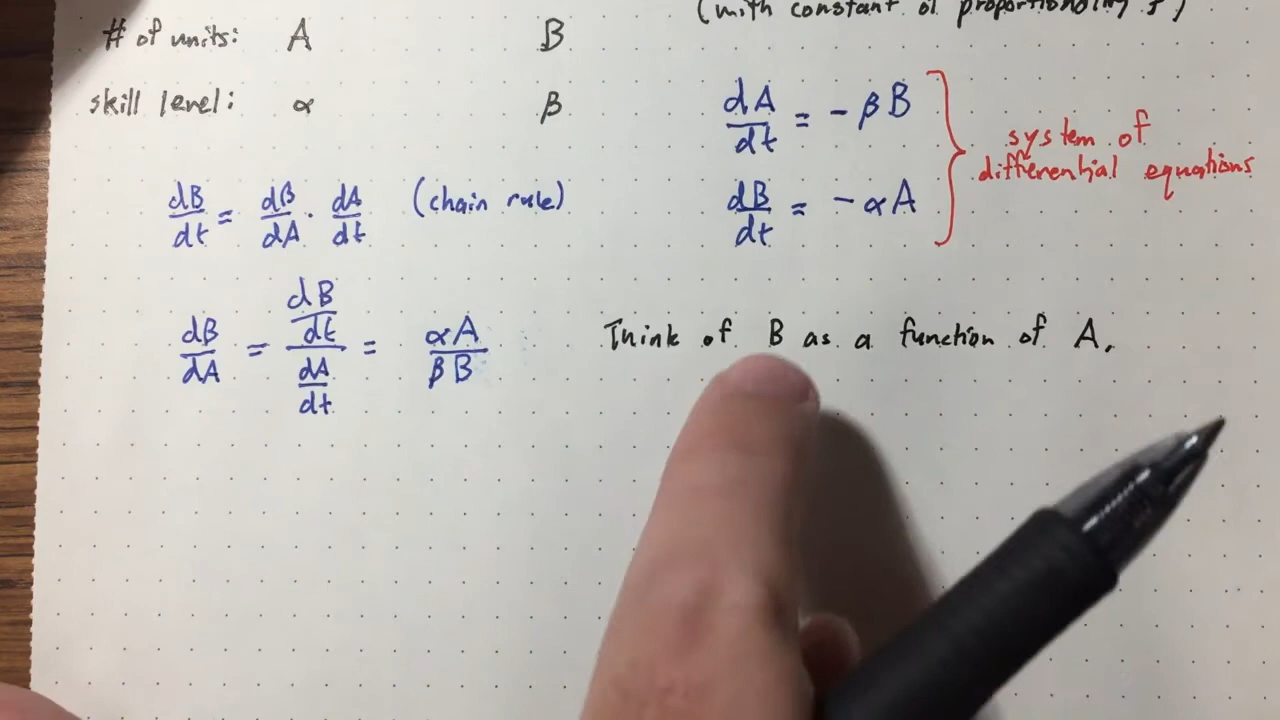 (with constant of proportionality 1)
# of units: A B
skill level: α β
dA/dt = - βB
dB/dt = - αA
system of
differential equations
dB/dt = dB/dA · dA/dt (chain rule)
dB/dA = (dB/dt)/(dA/dt) = αA/βB
Think of B as a function of A.